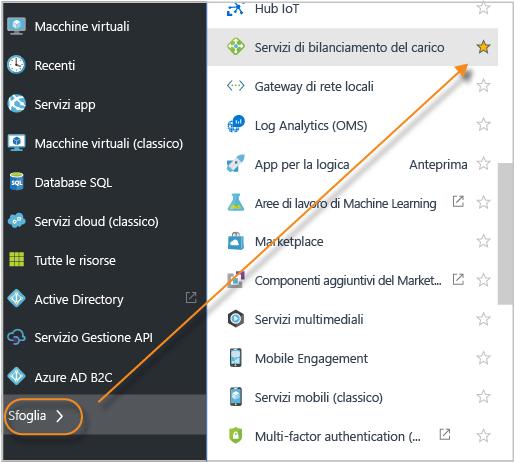 Macchine virtuali
Recenti
Servizi app
Macchine virtuali (classico)
Database SQL
Servizi cloud (classico)
Tutte le risorse
Active Directory
Servizio Gestione API
Azure AD B2C
Sfoglia
Hub IoT
Servizi di bilanciamento del carico
Gateway di rete locali
Log Analytics (OMS)
App per la logica Anteprima
Aree di lavoro di Machine Learning
Marketplace
Componenti aggiuntivi del Market...
Servizi multimediali
Mobile Engagement
Servizi mobili (classico)
Multi-factor authentication (...